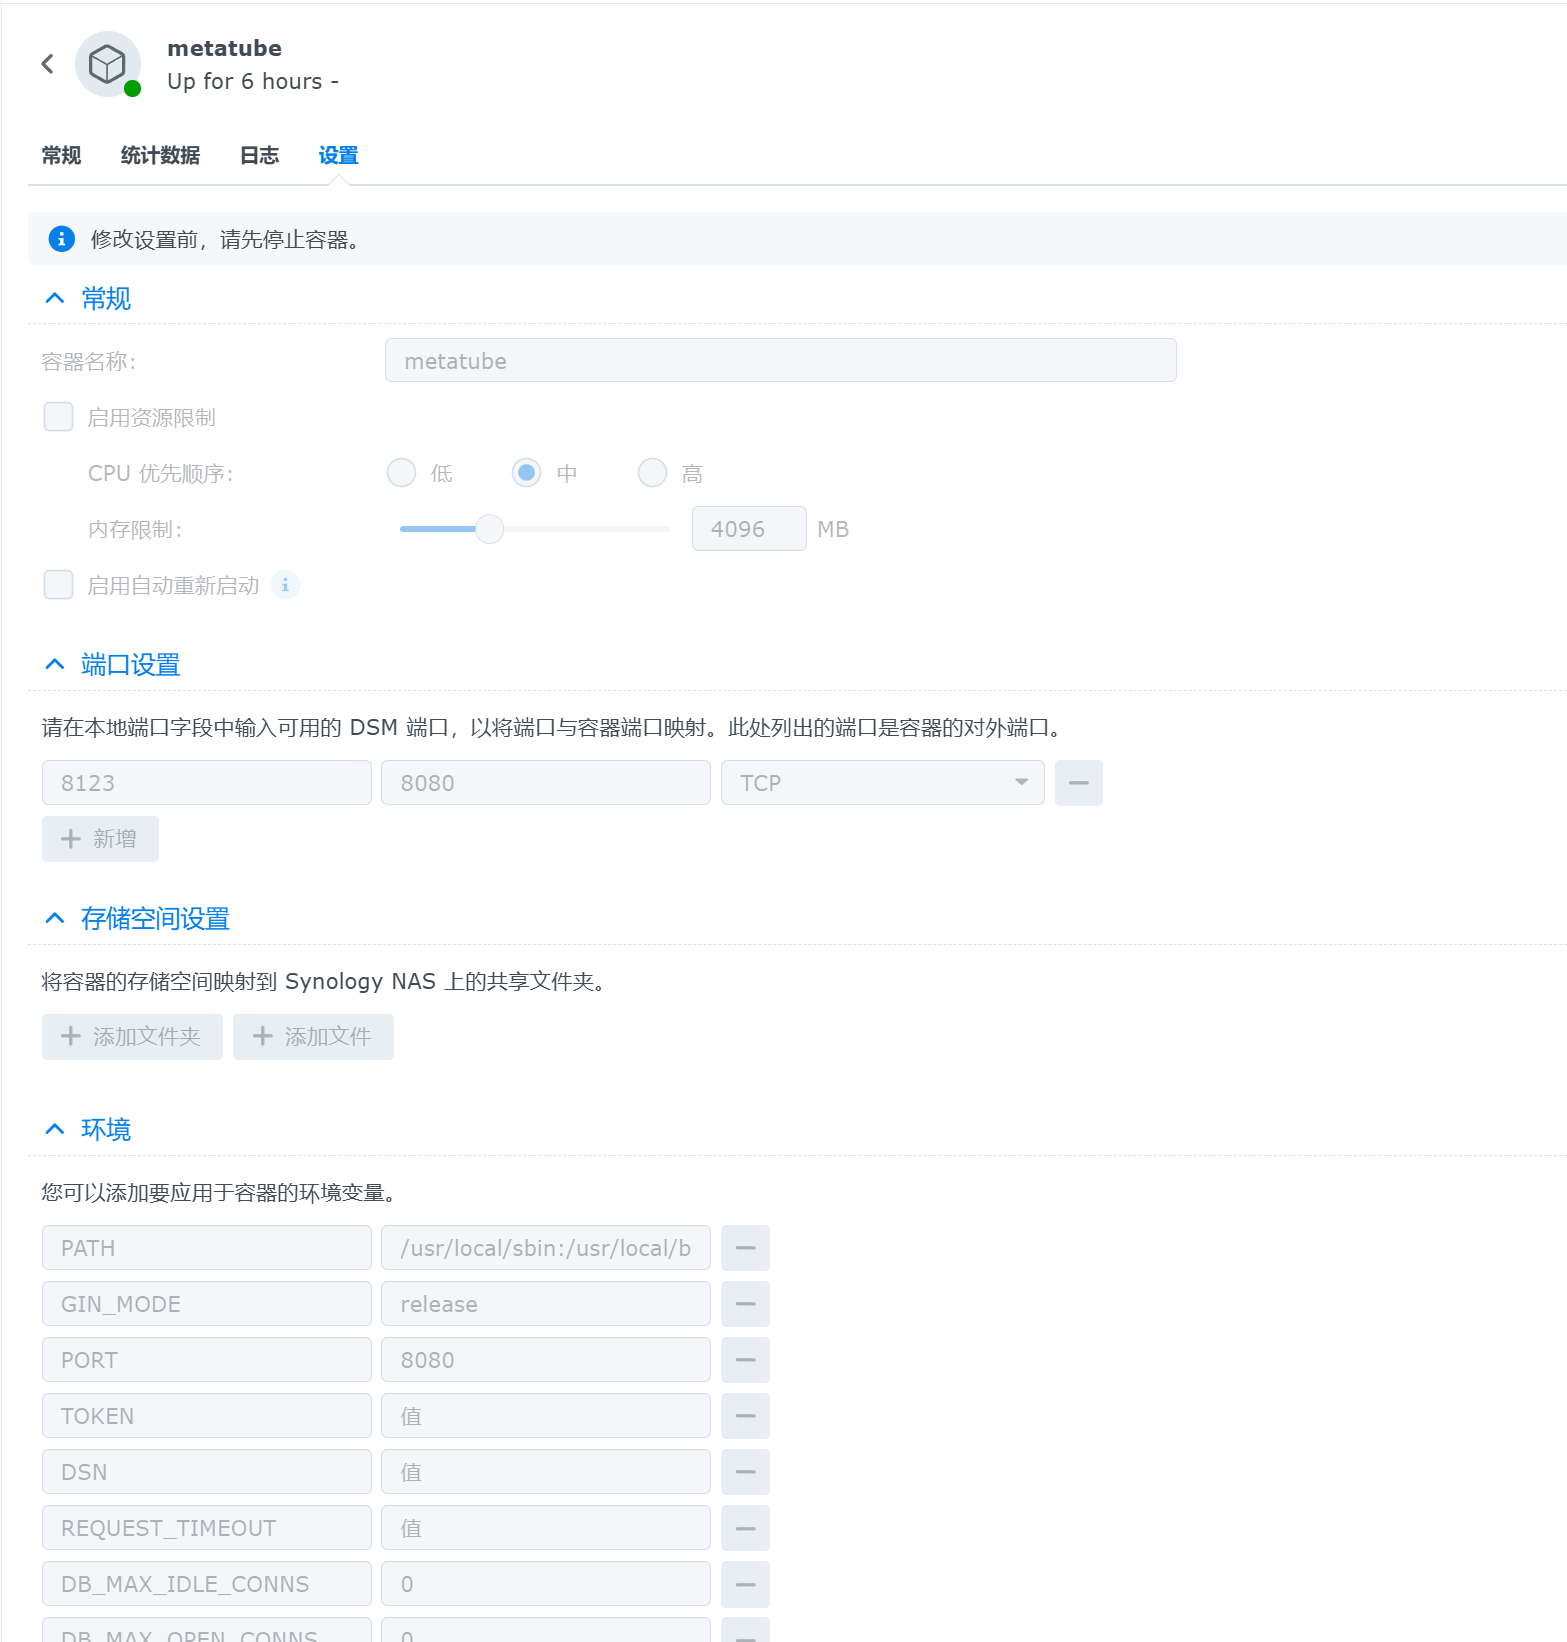 metatube
Up for 6 hours -
常规 统计数据 日志 设置
修改设置前，请先停止容器。
常规
容器名称: metatube
启用资源限制
CPU 优先顺序: 低 中 高
内存限制: 4096 MB
启用自动重新启动
端口设置
请在本地端口字段中输入可用的 DSM 端口，以将端口与容器端口映射。此处列出的端口是容器的对外端口。
8123 8080 TCP
新增
存储空间设置
将容器的存储空间映射到 Synology NAS 上的共享文件夹。
添加文件夹 添加文件
环境
您可以添加要应用于容器的环境变量。
PATH /usr/local/sbin:/usr/local/b
GIN_MODE release
PORT 8080
TOKEN 值
DSN 值
REQUEST_TIMEOUT 值
DB_MAX_IDLE_CONNS 0
DB_MAX_OPEN_CONNS 0